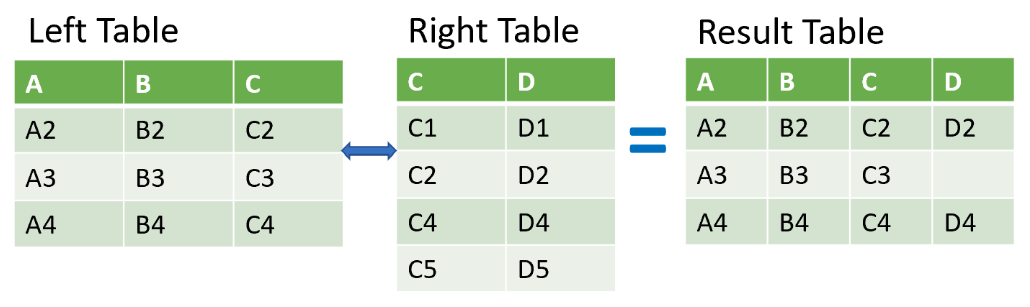 Left Table
A B C
A2 B2 C2
A3 B3 C3
A4 B4 C4
Right Table
C D
C1 D1
C2 D2
C4 D4
C5 D5
=
Result Table
A B C D
A2 B2 C2 D2
A3 B3 C3
A4 B4 C4 D4